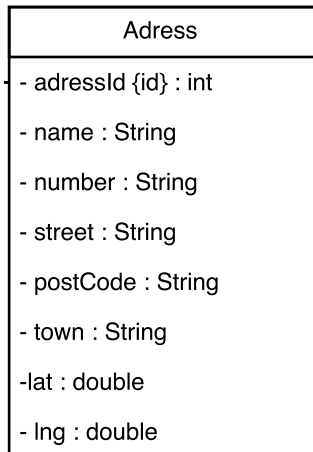 Adress
- adressId {id} : int
- name : String
- number : String
- street : String
- postCode : String
- town : String
-lat : double
- lng : double